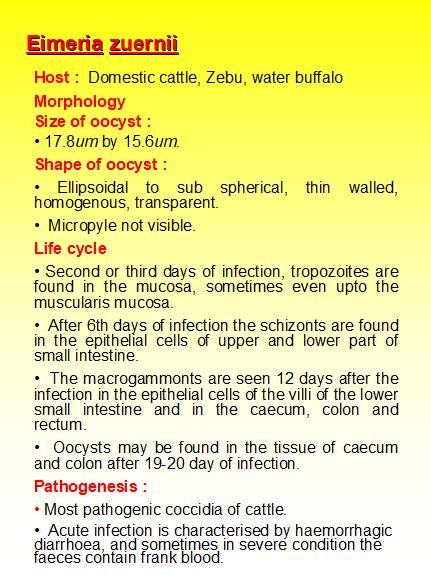 Eimeria zuernii
Host : Domestic cattle, Zebu, water buffalo
Morphology
Size of oocyst :
• 17.8um by 15.6um.
Shape of oocyst :
• Ellipsoidal to sub spherical, thin walled,
homogenous, transparent.
• Micropyle not visible.
Life cycle
• Second or third days of infection, tropozoites are
found in the mucosa, sometimes even upto the
muscularis mucosa.
• After 6th days of infection the schizonts are found
in the epithelial cells of upper and lower part of
small intestine.
• The macrogammonts are seen 12 days after the
infection in the epithelial cells of the villi of the lower
small intestine and in the caecum, colon and
rectum.
• Oocysts may be found in the tissue of caecum
and colon after 19-20 day of infection.
Pathogenesis :
• Most pathogenic coccidia of cattle.
• Acute infection is characterised by haemorrhagic
diarrhoea, and sometimes in severe condition the
faeces contain frank blood.